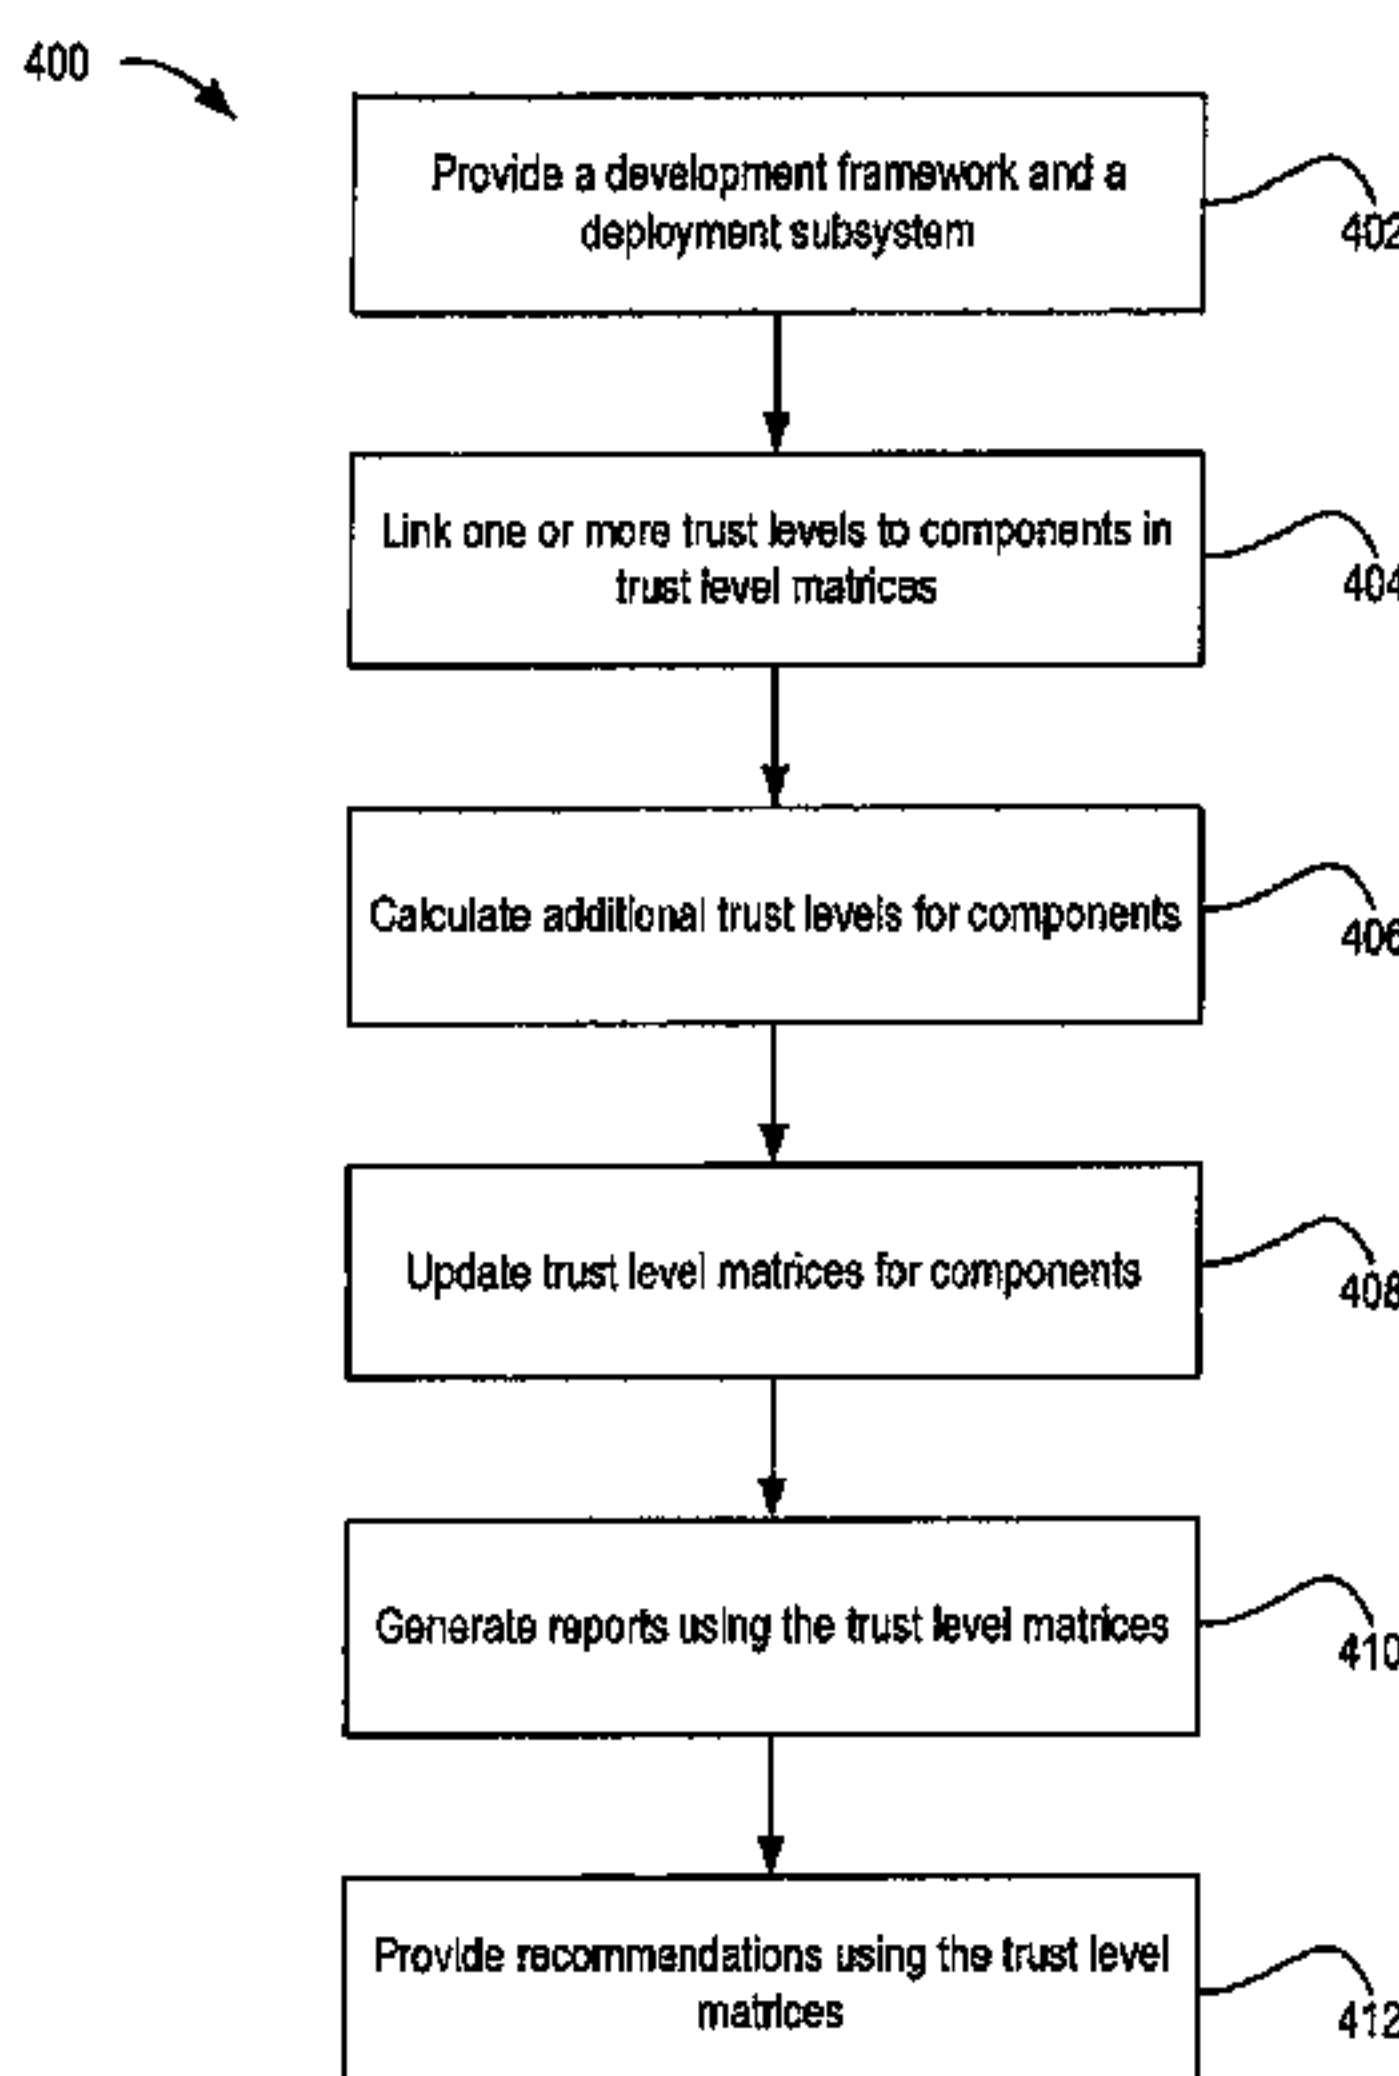 400
Provide a development framework and a
deployment subsystem
402
Link one or more trust levels to components in
trust level matrices
404
Calculate additional trust levels for components
406
Update trust level matrices for components
408
Generate reports using the trust level matrices
410
Provide recommendations using the trust level
matrices
412